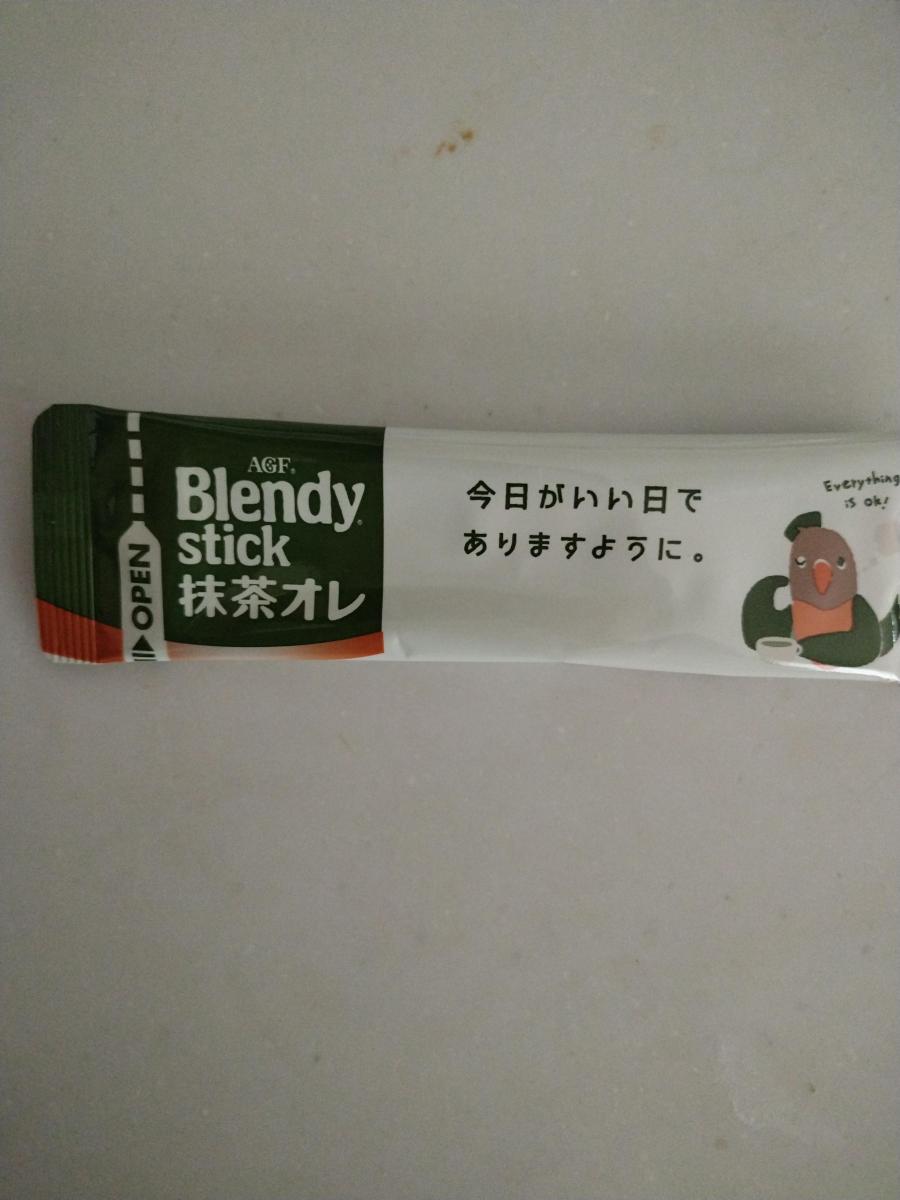 OPEN
AGF®
Blendy®
stick
抹茶オレ
今日がいい日で
ありますように。
Everything
is ok!